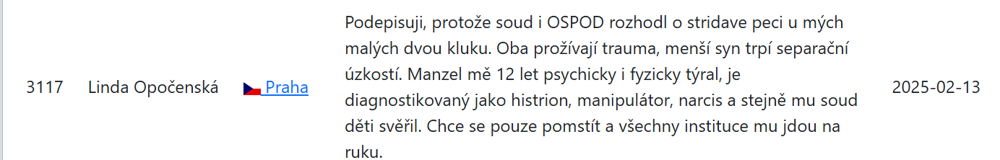 Podepisuji, protože soud i OSPOD rozhodl o stridave peci u mých
malých dvou kluku. Oba prožívají trauma, menší syn trpí separační
úzkostí. Manzel mě 12 let psychicky i fyzicky týral, je
3117 Linda Opočenská Praha diagnostikovaný jako histrion, manipulátor, narcis a stejně mu soud 2025-02-13
děti svěřil. Chce se pouze pomstít a všechny instituce mu jdou na
ruku.